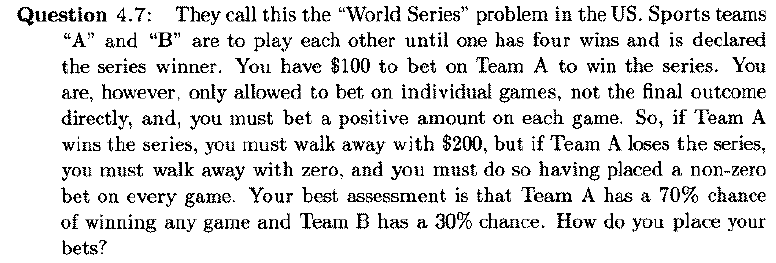 Question 4.7: They call this the “World Series” problem in the US. Sports teams
“A” and “B” are to play each other until one has four wins and is declared
the series winner. You have $100 to bet on Team A to win the series. You
are, however, only allowed to bet on individual games, not the final outcome
directly, and, you must bet a positive amount on each game. So, if Team A
wins the series, you must walk away with $200, but if Team A loses the series,
you must walk away with zero, and you must do so having placed a non-zero
bet on every game. Your best assessment is that Team A has a 70% chance
of winning any game and Team B has a 30% chance. How do you place your
bets?